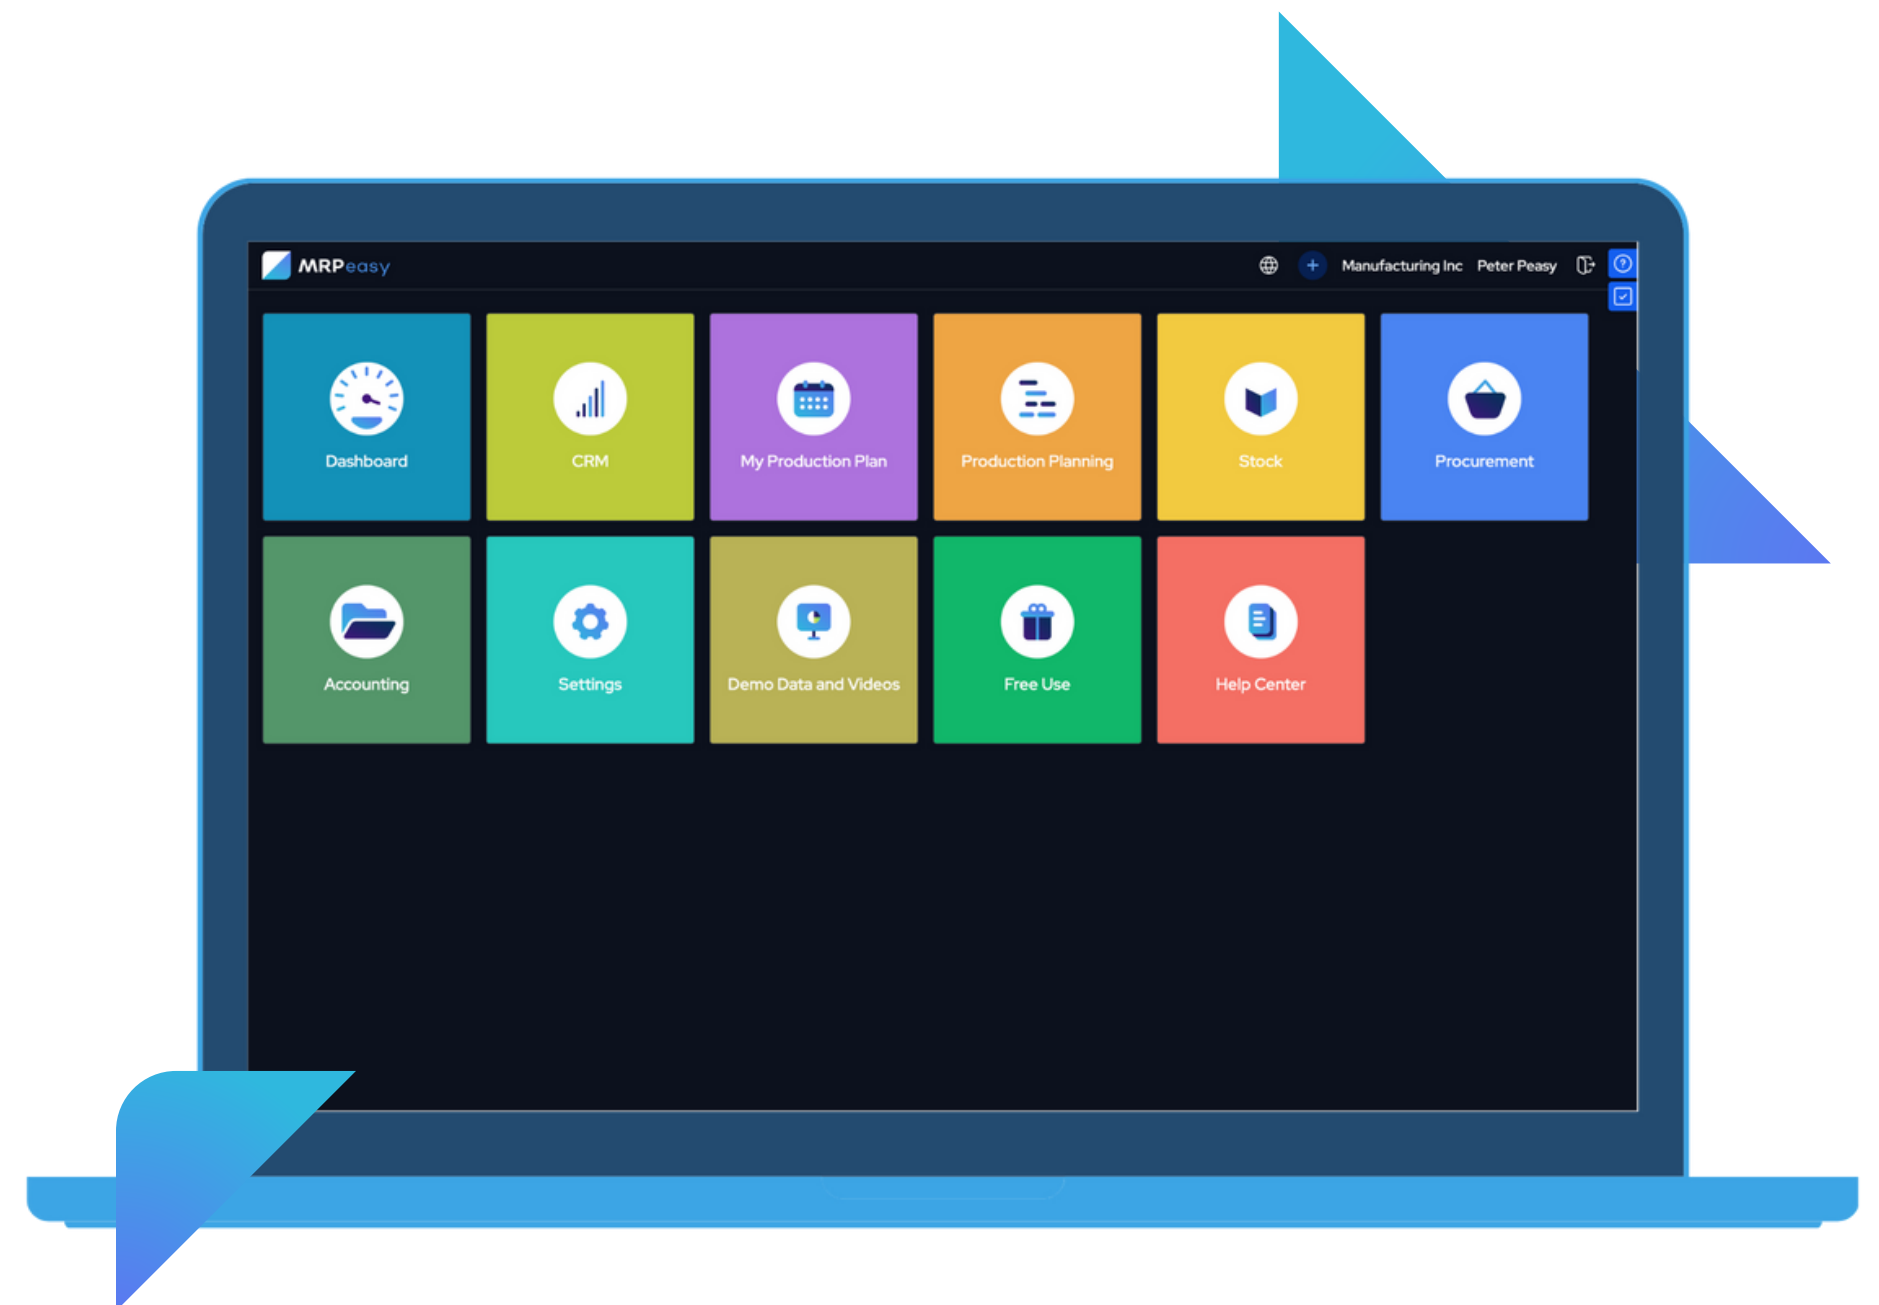 MRPeasy
Manufacturing Inc Peter Peasy
Dashboard
CRM
My Production Plan
Production Planning
Stock
Procurement
Accounting
Settings
Demo Data and Videos
Free Use
Help Center